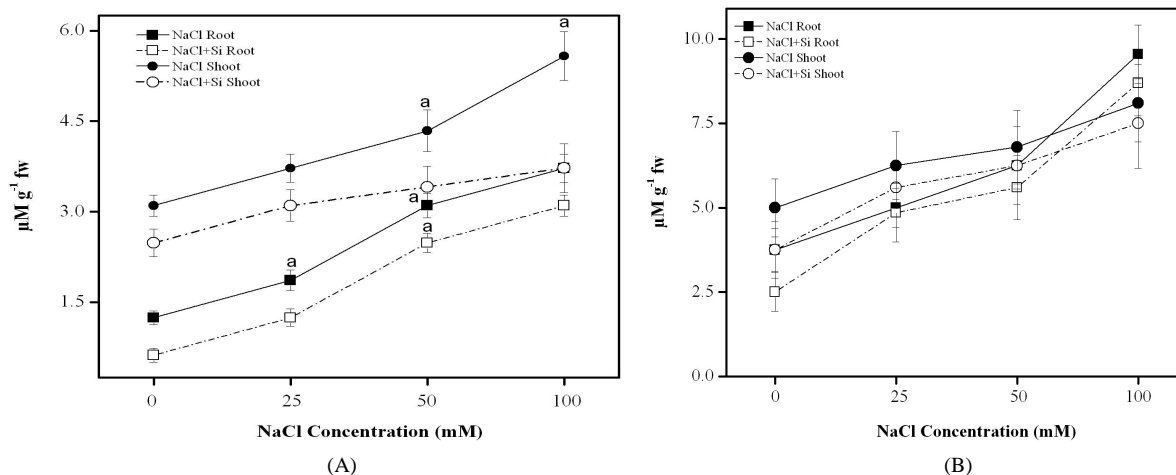 NaCl Root
NaCl+Si Root
NaCl Shoot
NaCl+Si Shoot
6.0
4.5
3.0
1.5
µM g⁻¹ fw
a
a
a
a
a
0
25
50
100
NaCl Concentration (mM)
(A)
NaCl Root
NaCl+Si Root
NaCl Shoot
NaCl+Si Shoot
10.0
7.5
5.0
2.5
0.0
µM g⁻¹ fw
0
25
50
100
NaCl Concentration (mM)
(B)